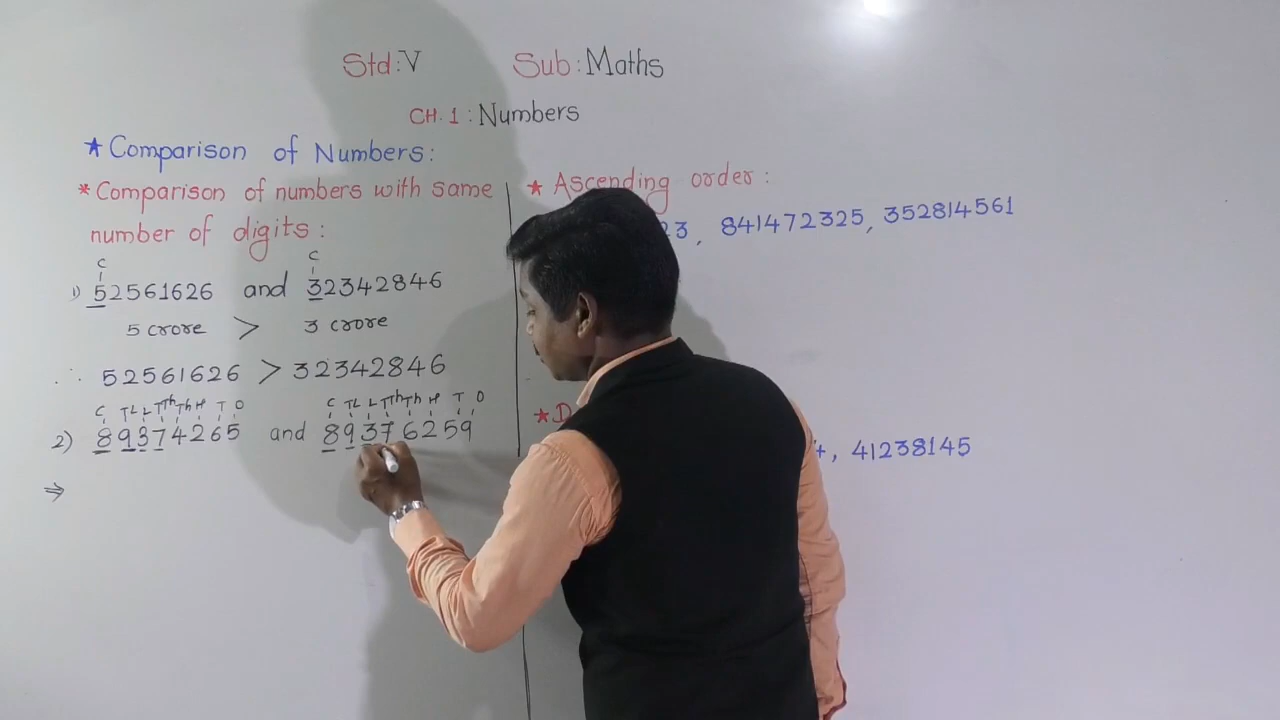 Std:V Sub:Maths
CH.1:Numbers
★ Comparison of Numbers:
* Comparison of numbers with same
number of digits:
C C
1) 52561626 and 32342846
5 crore > 3 crore
∴ 52561626 > 32342846
C TL L TTh Th H T O C TL L TTh Th H T O
2) 89374265 and 89376259
⇒
★ Ascending order:
23, 841472325, 352814561
* D
4, 41238145